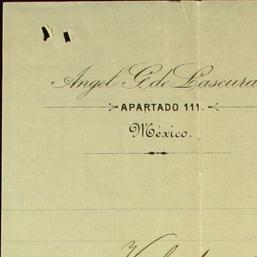 Angel G. de Lascura
APARTADO 111.
México.